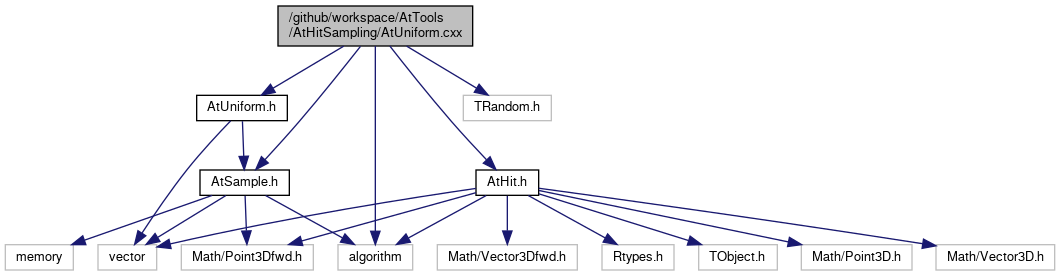 /github/workspace/AtTools
/AtHitSampling/AtUniform.cxx
AtUniform.h
TRandom.h
AtSample.h
AtHit.h
memory
vector
Math/Point3Dfwd.h
algorithm
Math/Vector3Dfwd.h
Rtypes.h
TObject.h
Math/Point3D.h
Math/Vector3D.h